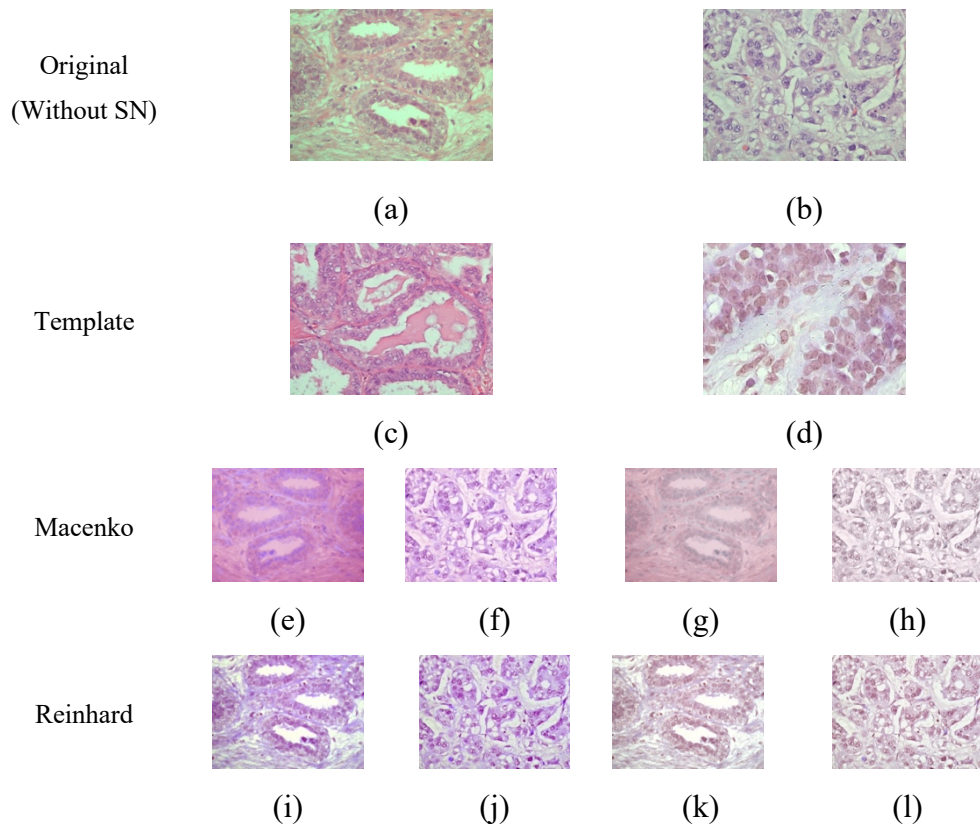 Original
(Without SN)
(a)
(b)
Template
(c)
(d)
Macenko
(e)
(f)
(g)
(h)
Reinhard
(i)
(j)
(k)
(l)